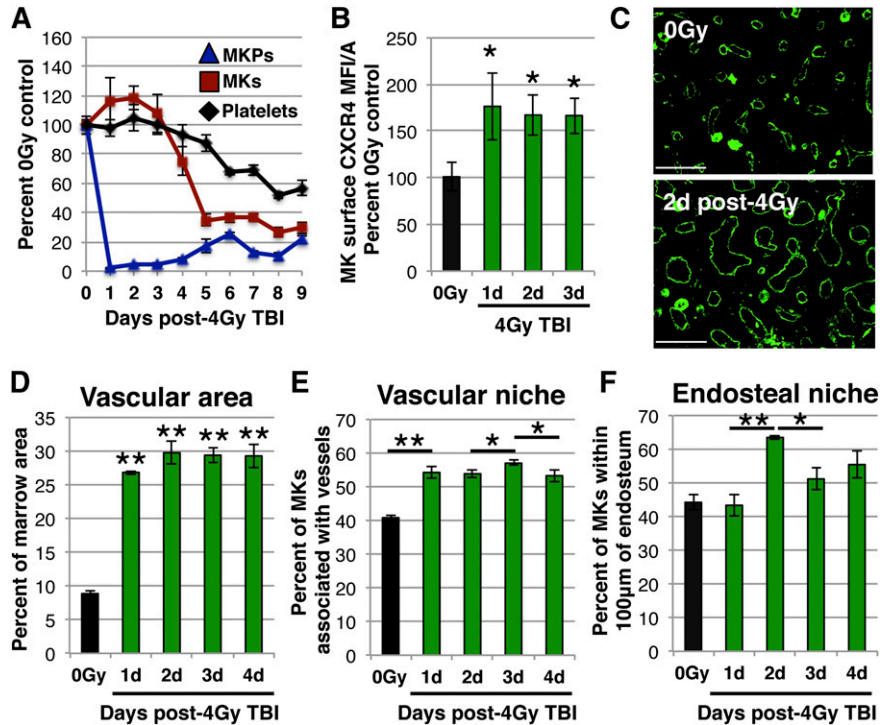 A
Percent 0Gy control
160
140
120
100
80
60
40
20
0
MKPs
MKs
Platelets
0 1 2 3 4 5 6 7 8 9
Days post-4Gy TBI
B
MK surface CXCR4 MFI/A
Percent 0Gy control
250
200
150
100
50
0
* * *
0Gy 1d 2d 3d
4Gy TBI
C
0Gy
2d post-4Gy
D
Vascular area
Percent of marrow area
35
30
25
20
15
10
5
0
** ** ** **
0Gy 1d 2d 3d 4d
Days post-4Gy TBI
E
Vascular niche
Percent of MKs
associated with vessels
70
60
50
40
30
20
10
0
** * *
0Gy 1d 2d 3d 4d
Days post-4Gy TBI
F
Endosteal niche
Percent of MKs within
100µm of endosteum
70
60
50
40
30
20
10
0
** *
0Gy 1d 2d 3d 4d
Days post-4Gy TBI